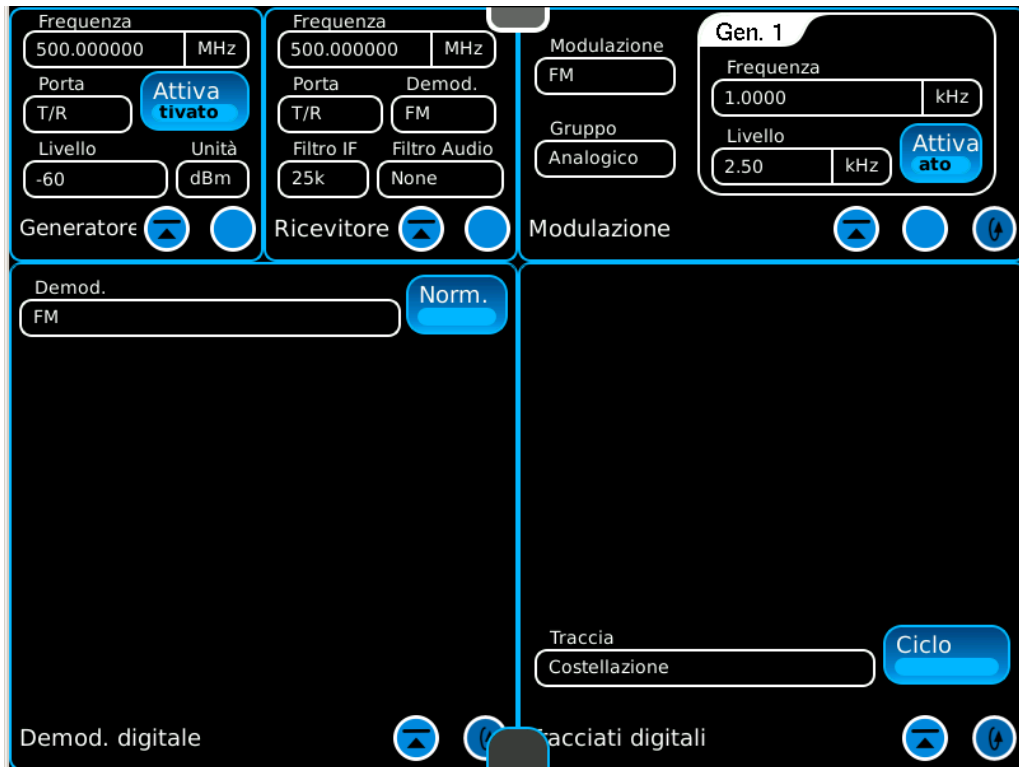 Frequenza
500.000000 MHz
Porta
T/R
Attiva
tivato
Livello Unità
-60 dBm
Generatore
Frequenza
500.000000 MHz
Porta Demod.
T/R FM
Filtro IF Filtro Audio
25k None
Ricevitore
Modulazione
FM
Gruppo
Analogico
Gen. 1
Frequenza
1.0000 kHz
Livello
2.50 kHz
Attiva
ato
Modulazione
Demod.
FM
Norm.
Demod. digitale
Traccia
Costellazione
Ciclo
racciati digitali